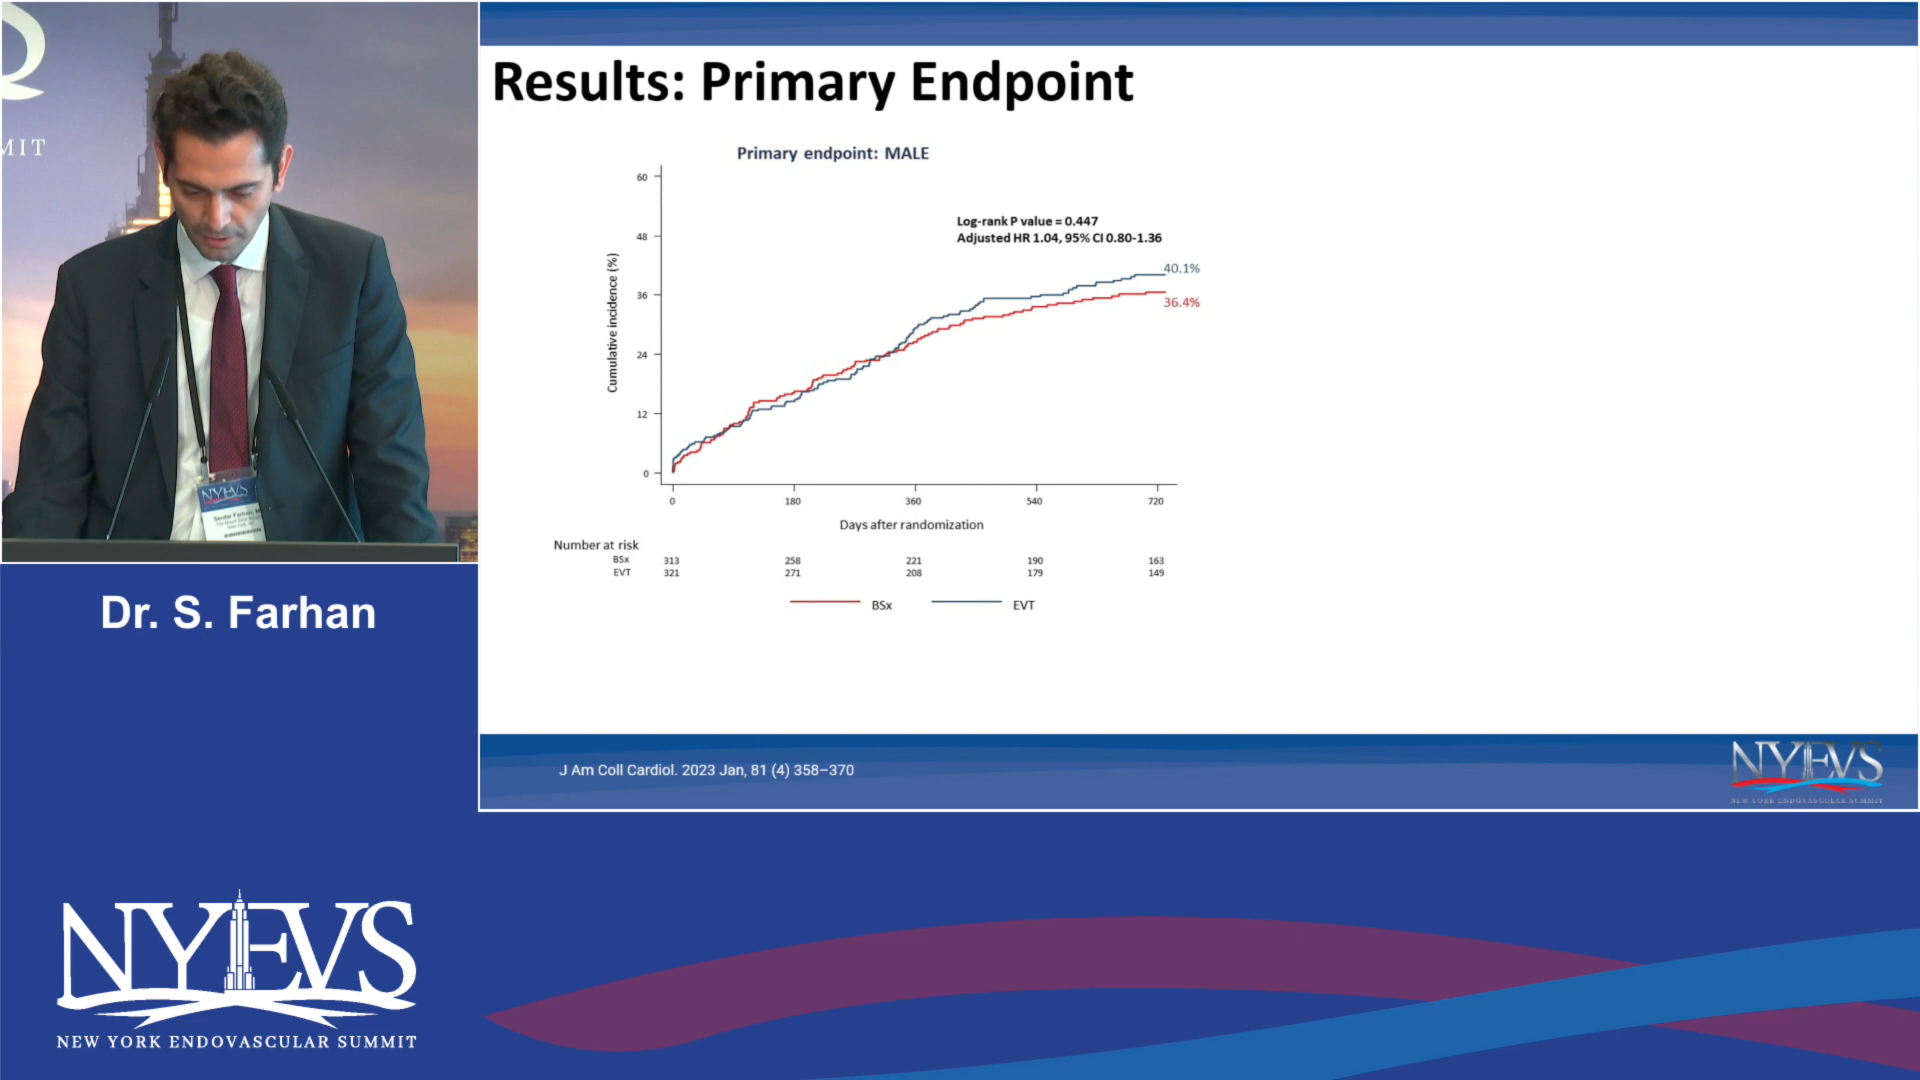 MIT
NYEVS
Serdar Farhan, M
Dr. S. Farhan
NYEVS
NEW YORK ENDOVASCULAR SUMMIT
Results: Primary Endpoint
Primary endpoint: MALE
Log-rank P value = 0.447
Adjusted HR 1.04, 95% CI 0.80-1.36
40.1%
36.4%
Cumulative incidence (%)
60
48
36
24
12
0
0 180 360 540 720
Days after randomization
Number at risk
BSx 313 258 221 190 163
EVT 321 271 208 179 149
BSx EVT
J Am Coll Cardiol. 2023 Jan, 81 (4) 358–370
NYEVS
NEW YORK ENDOVASCULAR SUMMIT